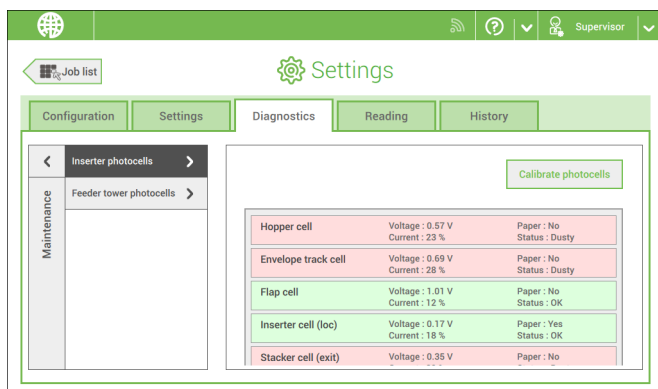 Supervisor
Job list
Settings
Configuration
Settings
Diagnostics
Reading
History
Maintenance
Inserter photocells
Feeder tower photocells
Calibrate photocells
Hopper cell Voltage : 0.57 V Paper : No
Current : 23 % Status : Dusty
Envelope track cell Voltage : 0.69 V Paper : No
Current : 28 % Status : Dusty
Flap cell Voltage : 1.01 V Paper : No
Current : 12 % Status : OK
Inserter cell (loc) Voltage : 0.17 V Paper : Yes
Current : 18 % Status : OK
Stacker cell (exit) Voltage : 0.35 V Paper : No